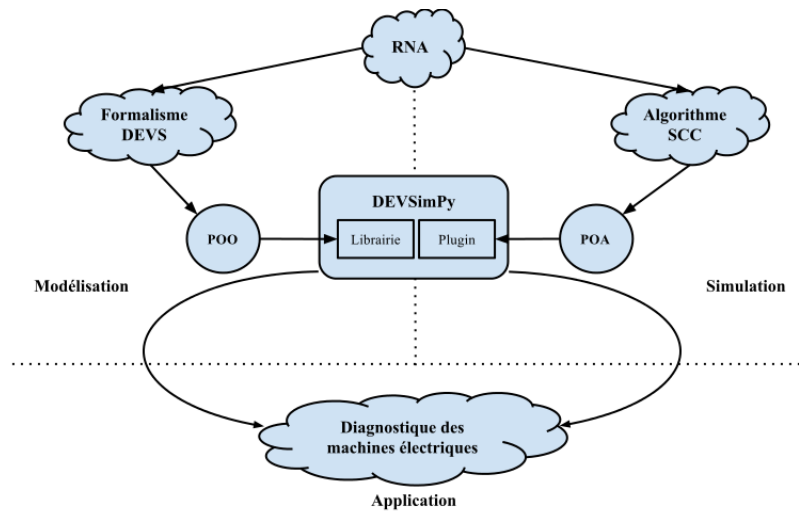 RNA
Formalisme
DEVS
Algorithme
SCC
DEVSimPy
POO
Librairie
Plugin
POA
Modélisation
Simulation
Diagnostique des
machines électriques
Application